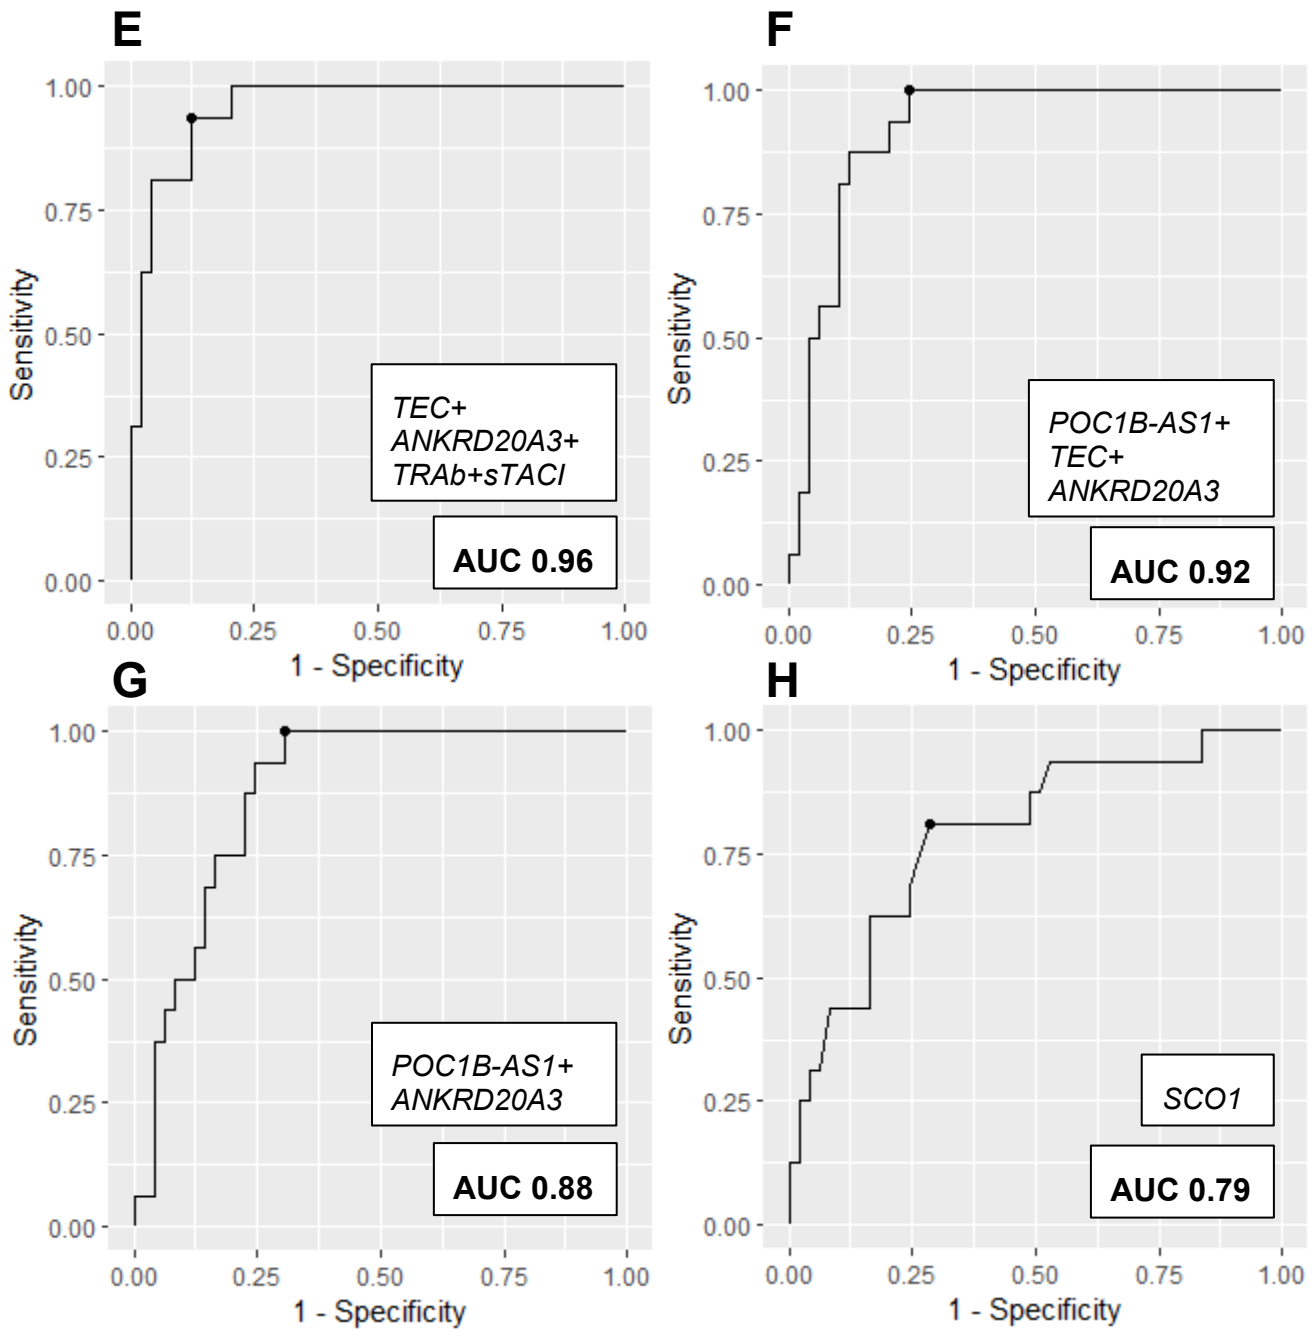 E
1.00
0.75
0.50
0.25
0.00
Sensitivity
TEC+
ANKRD20A3+
TRAb+sTACI
AUC 0.96
0.00 0.25 0.50 0.75 1.00
1 - Specificity
F
1.00
0.75
0.50
0.25
0.00
Sensitivity
POC1B-AS1+
TEC+
ANKRD20A3
AUC 0.92
0.00 0.25 0.50 0.75 1.00
1 - Specificity
G
1.00
0.75
0.50
0.25
0.00
Sensitivity
POC1B-AS1+
ANKRD20A3
AUC 0.88
0.00 0.25 0.50 0.75 1.00
1 - Specificity
H
1.00
0.75
0.50
0.25
0.00
Sensitivity
SCO1
AUC 0.79
0.00 0.25 0.50 0.75 1.00
1 - Specificity